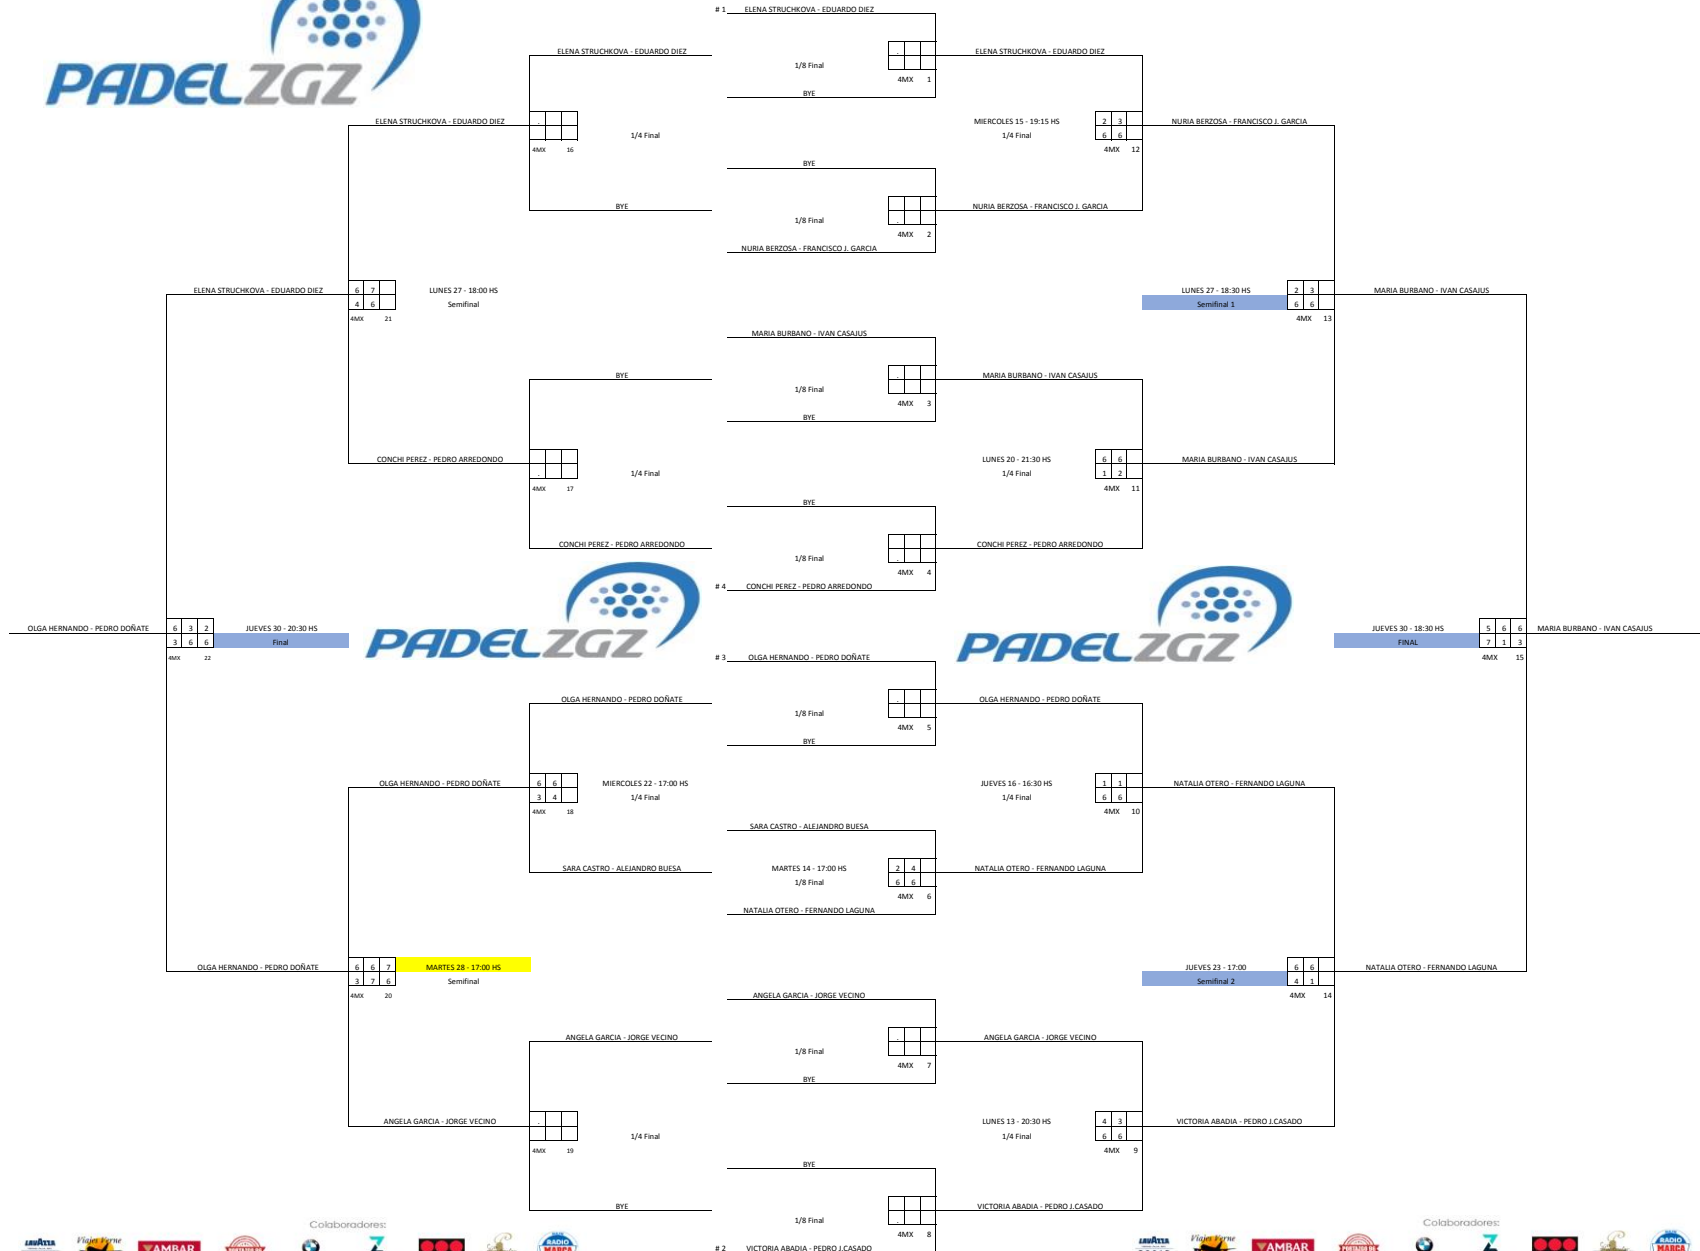 # 1 ELENA STRUCHKOVA - EDUARDO DIEZ
ELENA STRUCHKOVA - EDUARDO DIEZ
ELENA STRUCHKOVA - EDUARDO DIEZ
1/8 Final
4MX 1
PADELZGZ
BYE
ELENA STRUCHKOVA - EDUARDO DIEZ
MIERCOLES 15 - 19:15 HS
2 3
NURIA BERZOSA - FRANCISCO J. GARCIA
1/4 Final
1/4 Final
6 6
4MX 16
4MX 12
BYE
BYE
1/8 Final
NURIA BERZOSA - FRANCISCO J. GARCIA
4MX 2
NURIA BERZOSA - FRANCISCO J. GARCIA
ELENA STRUCHKOVA - EDUARDO DIEZ
6 7
LUNES 27 - 18:00 HS
LUNES 27 - 18:30 HS
2 3
MARIA BURBANO - IVAN CASAJUS
4 6
Semifinal
Semifinal 1
6 6
4MX 21
4MX 13
MARIA BURBANO - IVAN CASAJUS
BYE
MARIA BURBANO - IVAN CASAJUS
1/8 Final
4MX 3
BYE
CONCHI PEREZ - PEDRO ARREDONDO
LUNES 20 - 21:30 HS
6 6
MARIA BURBANO - IVAN CASAJUS
1/4 Final
1/4 Final
1 2
4MX 17
4MX 11
BYE
CONCHI PEREZ - PEDRO ARREDONDO
CONCHI PEREZ - PEDRO ARREDONDO
1/8 Final
4MX 4
# 4 CONCHI PEREZ - PEDRO ARREDONDO
OLGA HERNANDO - PEDRO DOÑATE
6 3 2
JUEVES 30 - 20:30 HS
JUEVES 30 - 18:30 HS
5 6 6
MARIA BURBANO - IVAN CASAJUS
3 6 6
Final
PADELZGZ
PADELZGZ
FINAL
7 1 3
4MX 22
4MX 15
# 3 OLGA HERNANDO - PEDRO DOÑATE
OLGA HERNANDO - PEDRO DOÑATE
OLGA HERNANDO - PEDRO DOÑATE
1/8 Final
4MX 5
BYE
OLGA HERNANDO - PEDRO DOÑATE
6 6
MIERCOLES 22 - 17:00 HS
JUEVES 16 - 16:30 HS
1 1
NATALIA OTERO - FERNANDO LAGUNA
3 4
1/4 Final
1/4 Final
6 6
4MX 18
4MX 10
SARA CASTRO - ALEJANDRO BUESA
SARA CASTRO - ALEJANDRO BUESA
MARTES 14 - 17:00 HS
2 4
NATALIA OTERO - FERNANDO LAGUNA
1/8 Final
6 6
4MX 6
NATALIA OTERO - FERNANDO LAGUNA
OLGA HERNANDO - PEDRO DOÑATE
6 6 7
MARTES 28 - 17:00 HS
JUEVES 23 - 17:00
6 6
NATALIA OTERO - FERNANDO LAGUNA
3 7 6
Semifinal
Semifinal 2
4 1
4MX 20
4MX 14
ANGELA GARCIA - JORGE VECINO
ANGELA GARCIA - JORGE VECINO
ANGELA GARCIA - JORGE VECINO
1/8 Final
4MX 7
BYE
ANGELA GARCIA - JORGE VECINO
LUNES 13 - 20:30 HS
4 3
VICTORIA ABADIA - PEDRO J.CASADO
1/4 Final
1/4 Final
6 6
4MX 19
4MX 9
BYE
BYE
VICTORIA ABADIA - PEDRO J.CASADO
1/8 Final
4MX 8
Colaboradores:
Colaboradores:
LAVAZZA
Viajes Verne
AMBAR
RADIO MARCA
LAVAZZA
Viajes Verne
AMBAR
RADIO MARCA
# 2 VICTORIA ABADIA - PEDRO J.CASADO